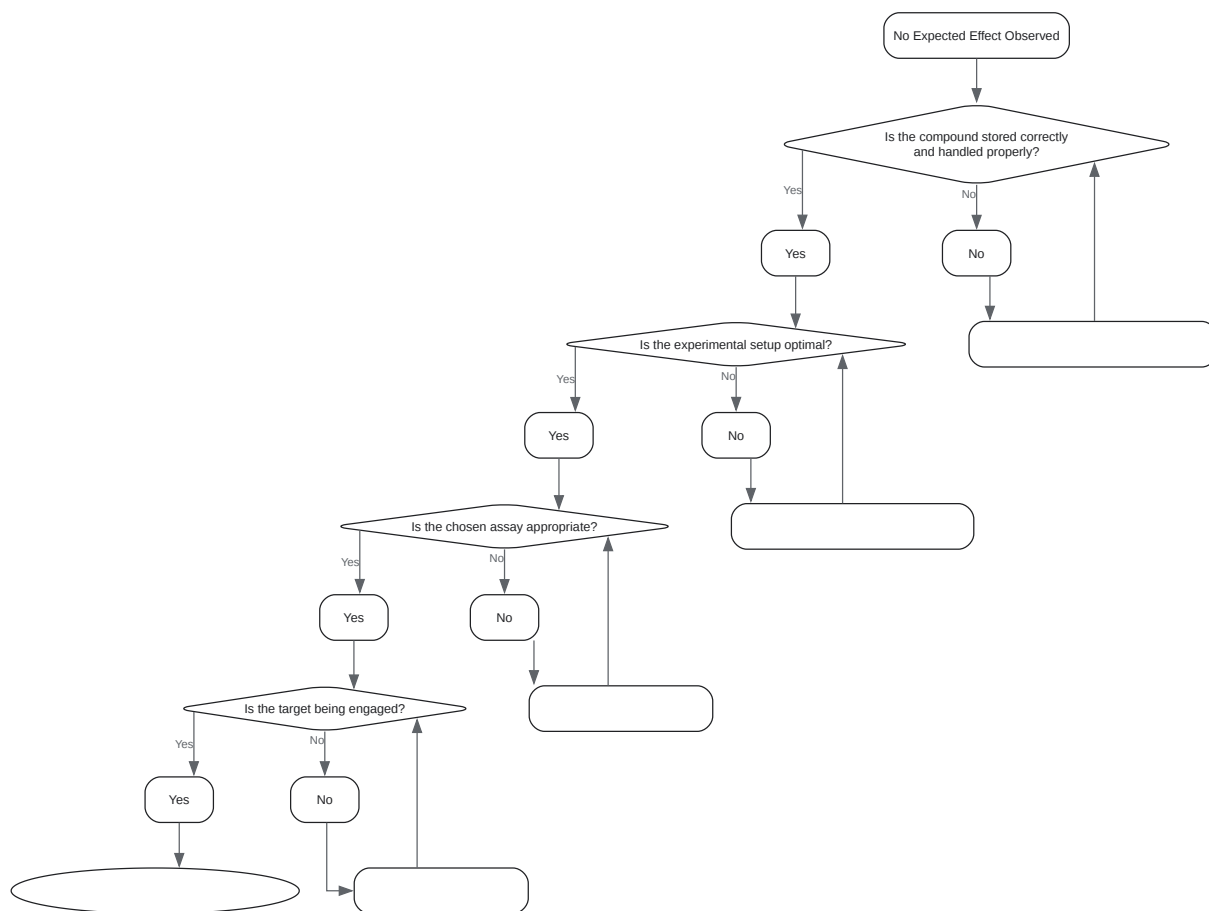 No Expected Effect Observed
Is the compound stored correctly
and handled properly?
Yes
No
Yes
No
Is the experimental setup optimal?
Yes
No
Yes
No
Is the chosen assay appropriate?
Yes
No
Yes
No
Is the target being engaged?
Yes
No
Yes
No